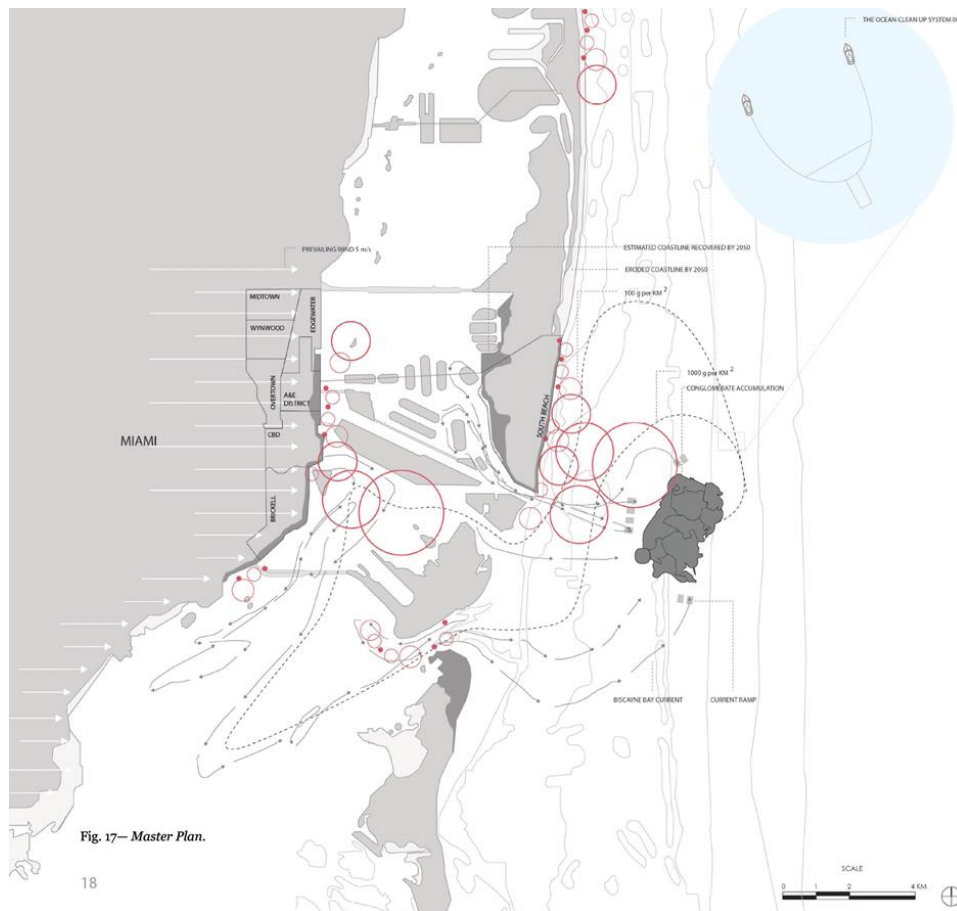 THE OCEAN CLEAN UP SYSTEM
PREVAILING WIND 5 m/s
ESTIMATED COASTLINE RECOVERED BY 2050
ERODED COASTLINE BY 2050
100 g per KM 2
MIDTOWN
EDGEWATER
WYNWOOD
OVERTOWN
A&E
DISTRICT
SOUTH BEACH
1000 g per KM 2
CONGLOMERATE ACCUMULATION
MIAMI
CBD
BRICKELL
BISCAYNE BAY CURRENT
CURRENT RAMP
Fig. 17— Master Plan.
18
SCALE
0 1 2 4 KM